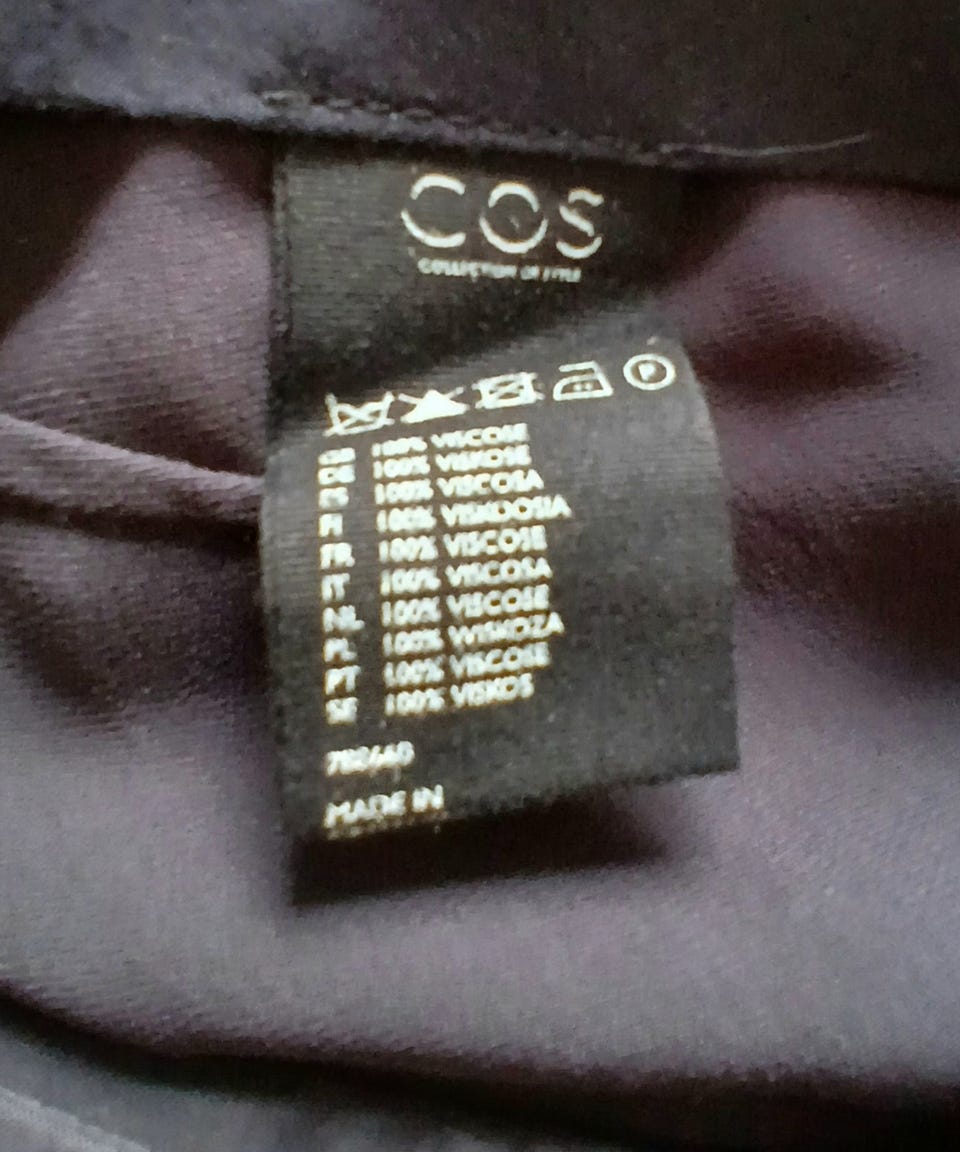 COS
COLLECTION OF STYLE
P
GB 100% VISCOSE
DE 100% VISKOSE
ES 100% VISCOSA
FI 100% VISKOOSIA
FR 100% VISCOSE
IT 100% VISCOSA
NL 100% VISCOSE
PL 100% WISKOZA
PT 100% VISCOSE
SE 100% VISKOS
MADE IN